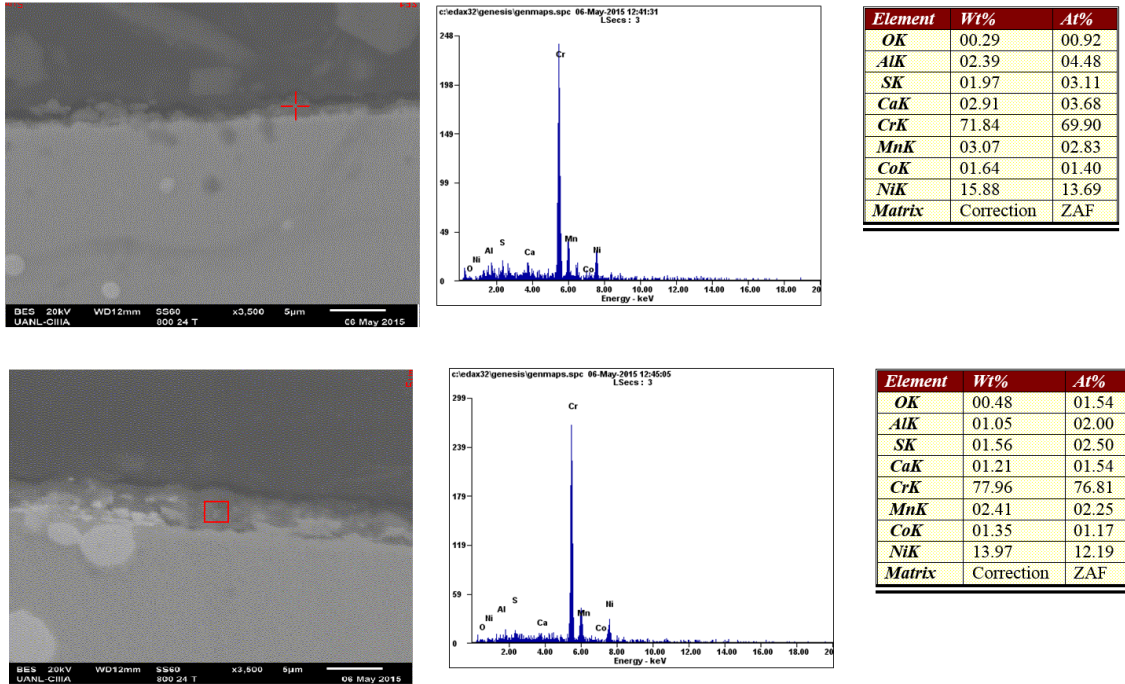 c:\edax32\genesis\genmaps.spc 06-May-2015 12:41:31
LSecs : 3
248
198
149
99
49
0
Cr
O
Ni
Al
S
Ca
Mn
Co
Ni
2.00 4.00 6.00 8.00 10.00 12.00 14.00 16.00 18.00 20
Energy - keV
Element Wt% At%
OK 00.29 00.92
AlK 02.39 04.48
SK 01.97 03.11
CaK 02.91 03.68
CrK 71.84 69.90
MnK 03.07 02.83
CoK 01.64 01.40
NiK 15.88 13.69
Matrix Correction ZAF
BES 20kV WD12mm SS60 x3,500 5µm
UANL-CIIIA 800 24 T 06 May 2015
c:\edax32\genesis\genmaps.spc 06-May-2015 12:45:05
LSecs : 3
299
239
179
119
59
0
Cr
O
Ni
Al
S
Ca
Mn
Co
Ni
2.00 4.00 6.00 8.00 10.00 12.00 14.00 16.00 18.00 20
Energy - keV
Element Wt% At%
OK 00.48 01.54
AlK 01.05 02.00
SK 01.56 02.50
CaK 01.21 01.54
CrK 77.96 76.81
MnK 02.41 02.25
CoK 01.35 01.17
NiK 13.97 12.19
Matrix Correction ZAF
BES 20kV WD12mm SS60 x3,500 5µm
UANL-CIIIA 800 24 T 06 May 2015